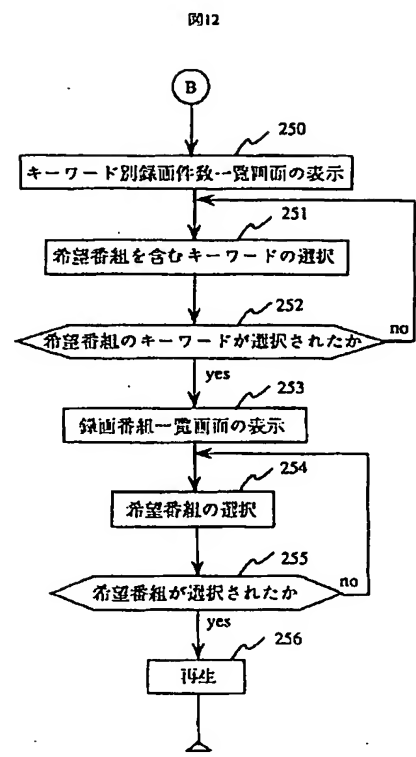 図12
B
250
キーワード別録画件数一覧画面の表示
251
希望番組を含むキーワードの選択
252
希望番組のキーワードが選択されたか
no
yes
253
録画番組一覧画面の表示
254
希望番組の選択
255
希望番組が選択されたか
no
yes
256
再生